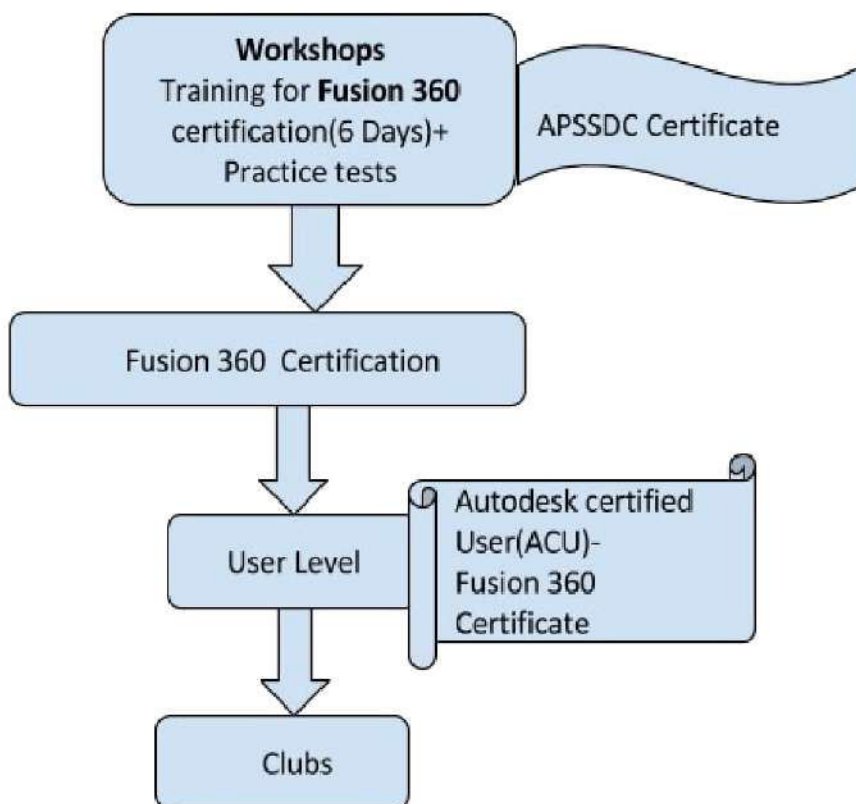 Workshops
Training for Fusion 360
certification(6 Days)+
Practice tests
APSSDC Certificate
Fusion 360 Certification
User Level
Autodesk certified
User(ACU)-
Fusion 360
Certificate
Clubs